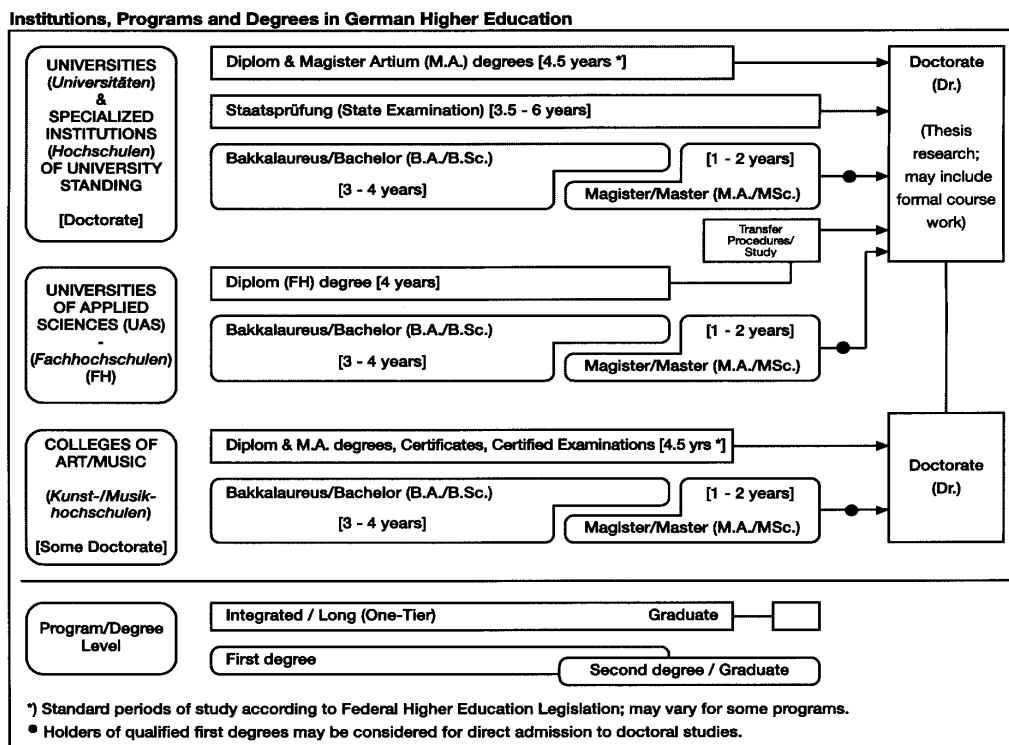 Institutions, Programs and Degrees in German Higher Education
UNIVERSITIES
(Universitäten)
&
SPECIALIZED
INSTITUTIONS
(Hochschulen)
OF UNIVERSITY
STANDING
[Doctorate]
Diplom & Magister Artium (M.A.) degrees [4.5 years *]
Staatsprüfung (State Examination) [3.5 - 6 years]
Bakkalaureus/Bachelor (B.A./B.Sc.)
[3 - 4 years]
[1 - 2 years]
Magister/Master (M.A./MSc.)
Transfer
Procedures/
Study
Doctorate
(Dr.)
(Thesis
research;
may include
formal course
work)
UNIVERSITIES
OF APPLIED
SCIENCES (UAS)
-
(Fachhochschulen)
(FH)
Diplom (FH) degree [4 years]
Bakkalaureus/Bachelor (B.A./B.Sc.)
[3 - 4 years]
[1 - 2 years]
Magister/Master (M.A./MSc.)
COLLEGES OF
ART/MUSIC
(Kunst-/Musik-
hochschulen)
[Some Doctorate]
Diplom & M.A. degrees, Certificates, Certified Examinations [4.5 yrs *]
Bakkalaureus/Bachelor (B.A./B.Sc.)
[3 - 4 years]
[1 - 2 years]
Magister/Master (M.A./MSc.)
Doctorate
(Dr.)
Program/Degree
Level
Integrated / Long (One-Tier) Graduate
First degree
Second degree / Graduate
*) Standard periods of study according to Federal Higher Education Legislation; may vary for some programs.
● Holders of qualified first degrees may be considered for direct admission to doctoral studies.